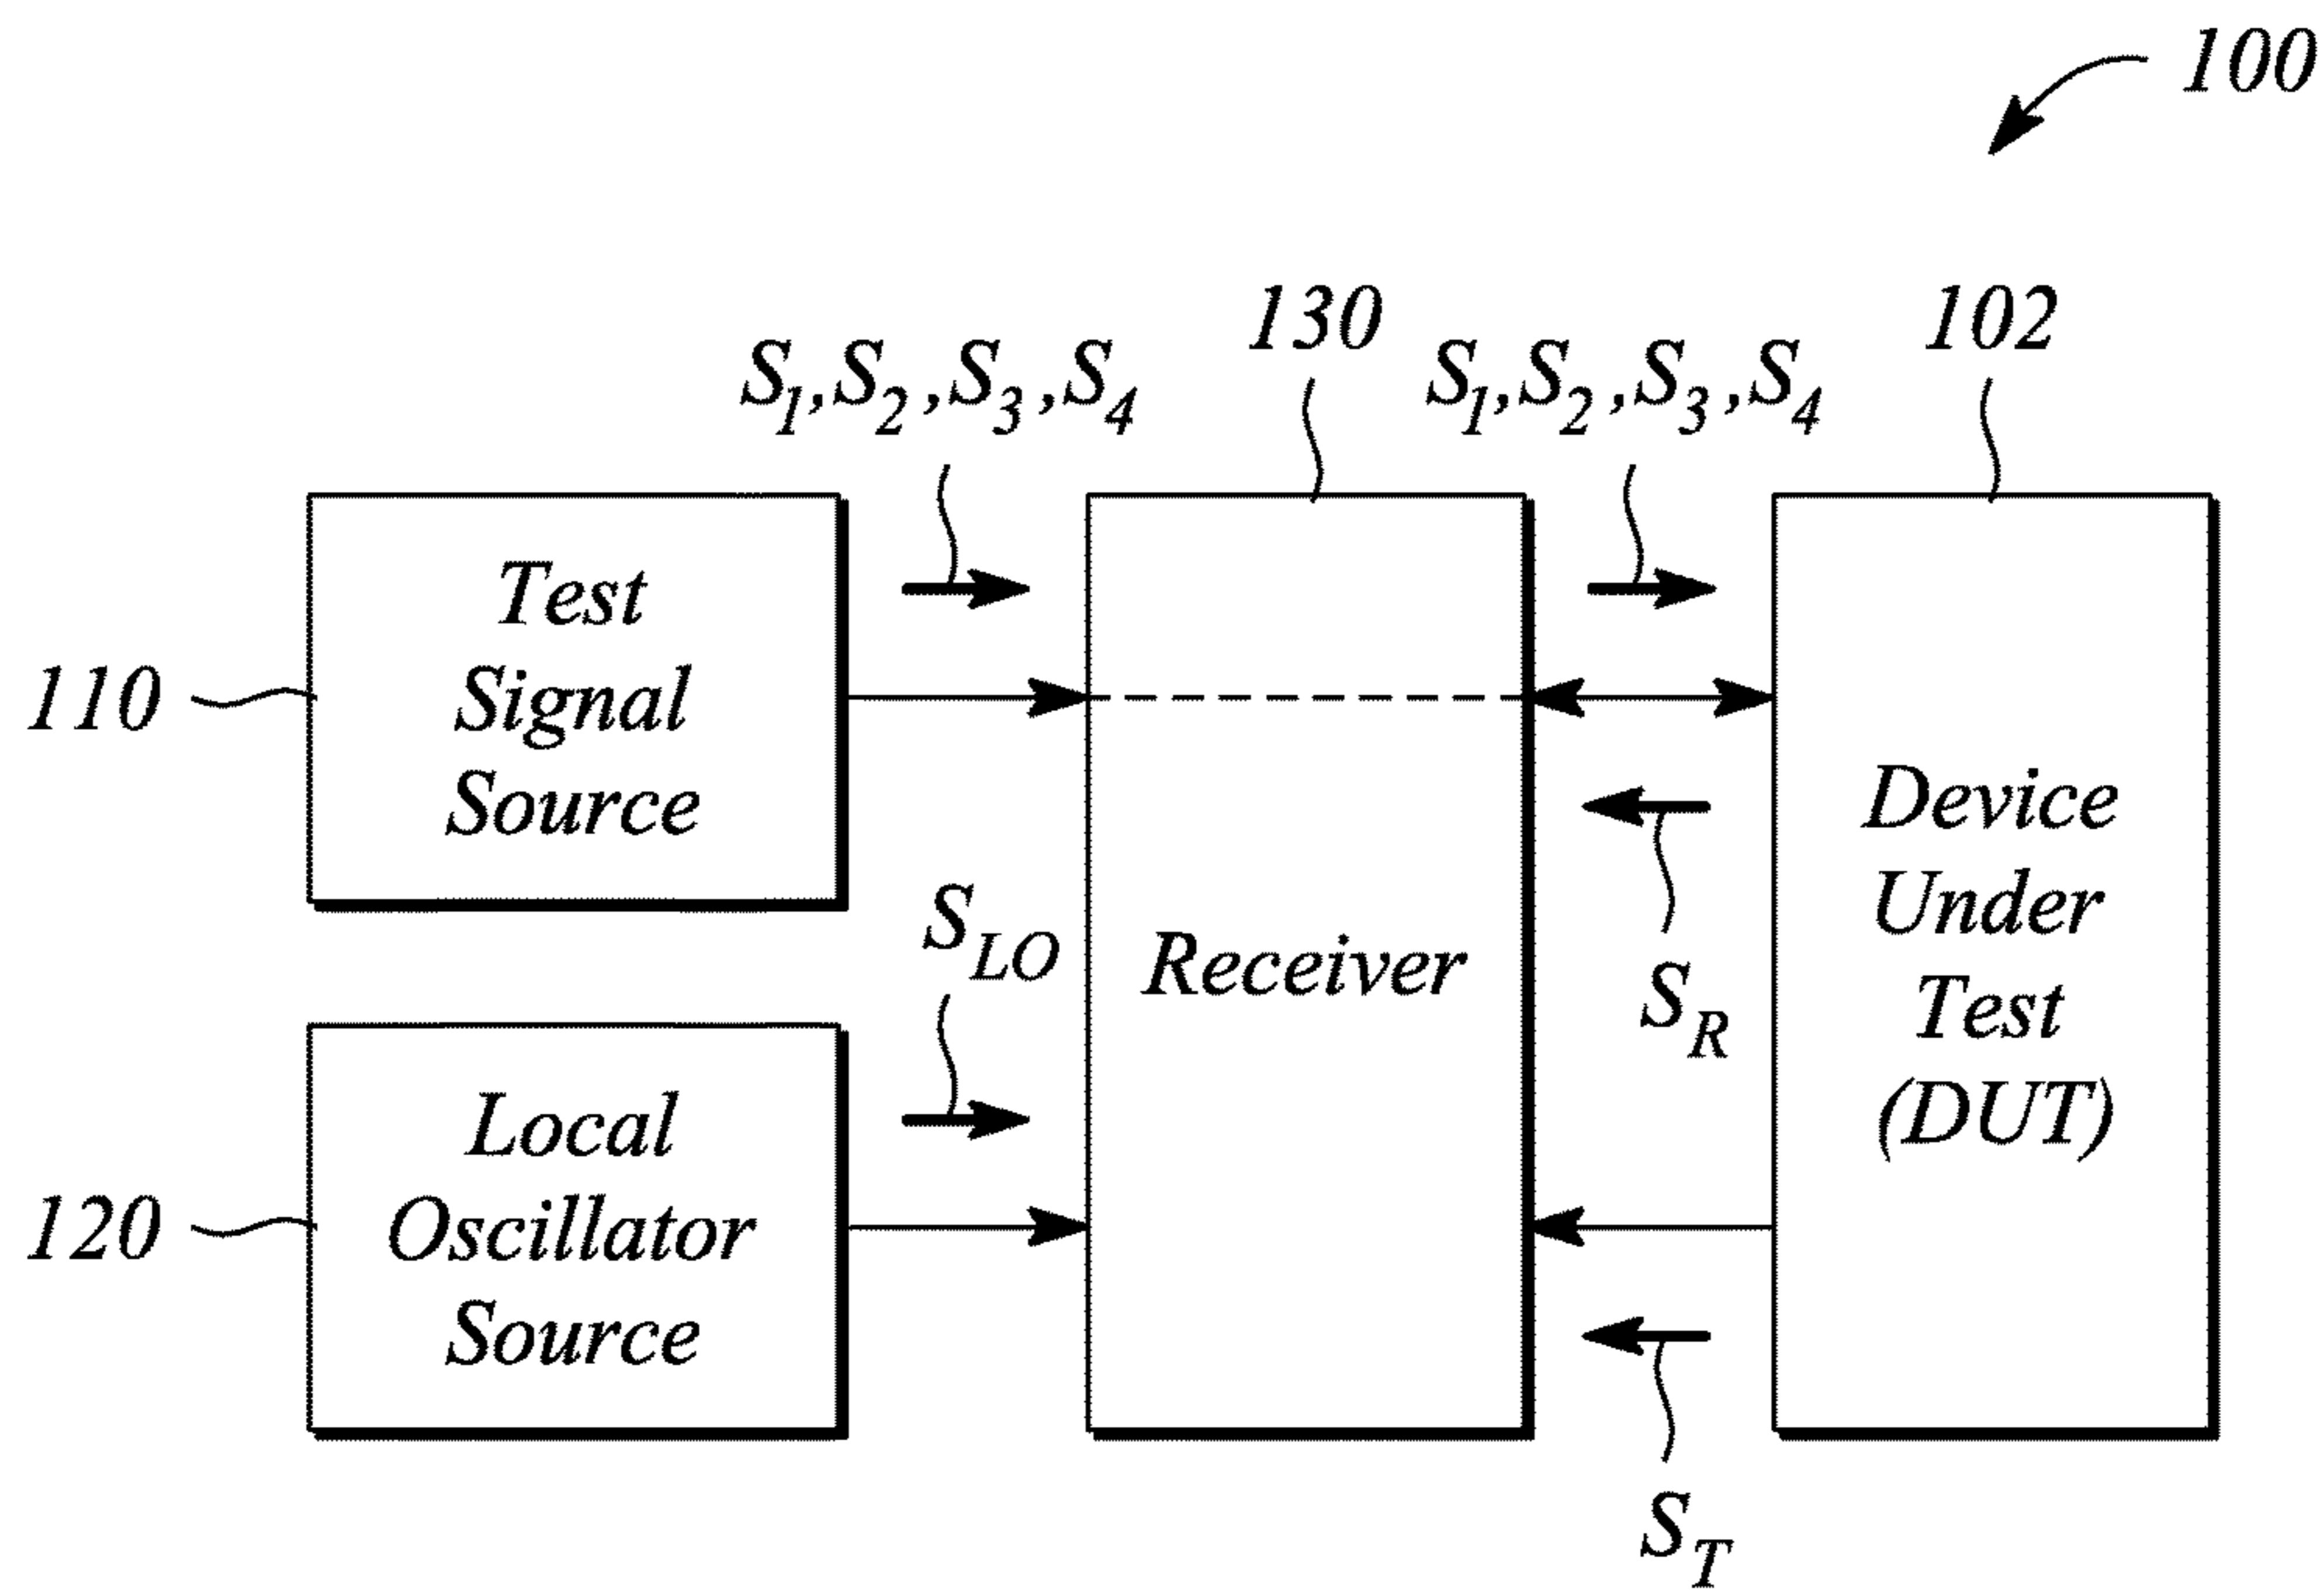 100
130
102
S1,S2,S3,S4
S1,S2,S3,S4
Test
Signal
Source
110
SLO
Receiver
SR
Device
Under
Test
(DUT)
Local
Oscillator
Source
120
ST